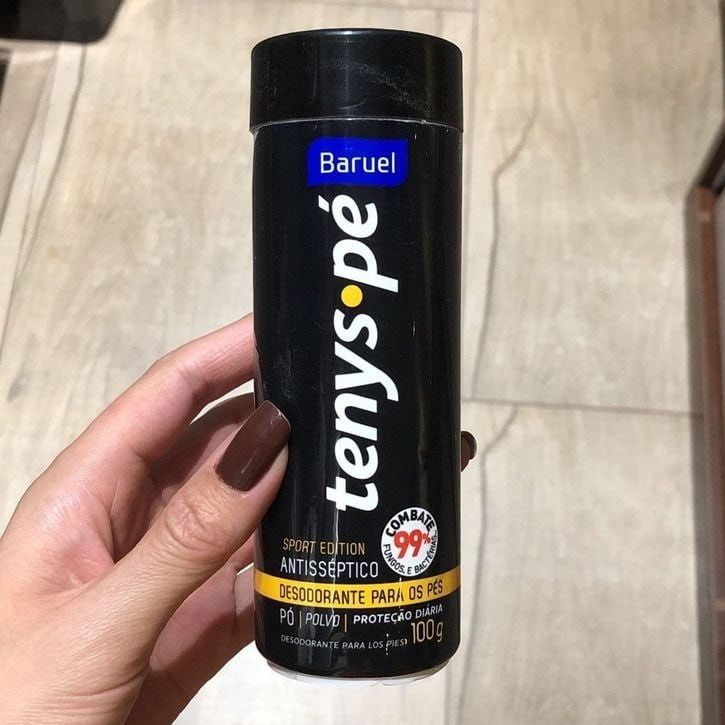 Baruel
tenys•pé
COMBATE
99%
FUNGOS E BACTÉRIAS
SPORT EDITION
ANTISSÉPTICO
DESODORANTE PARA OS PÉS
PÓ | POLVO | PROTEÇÃO DIÁRIA
DESODORANTE PARA LOS PIES
100g